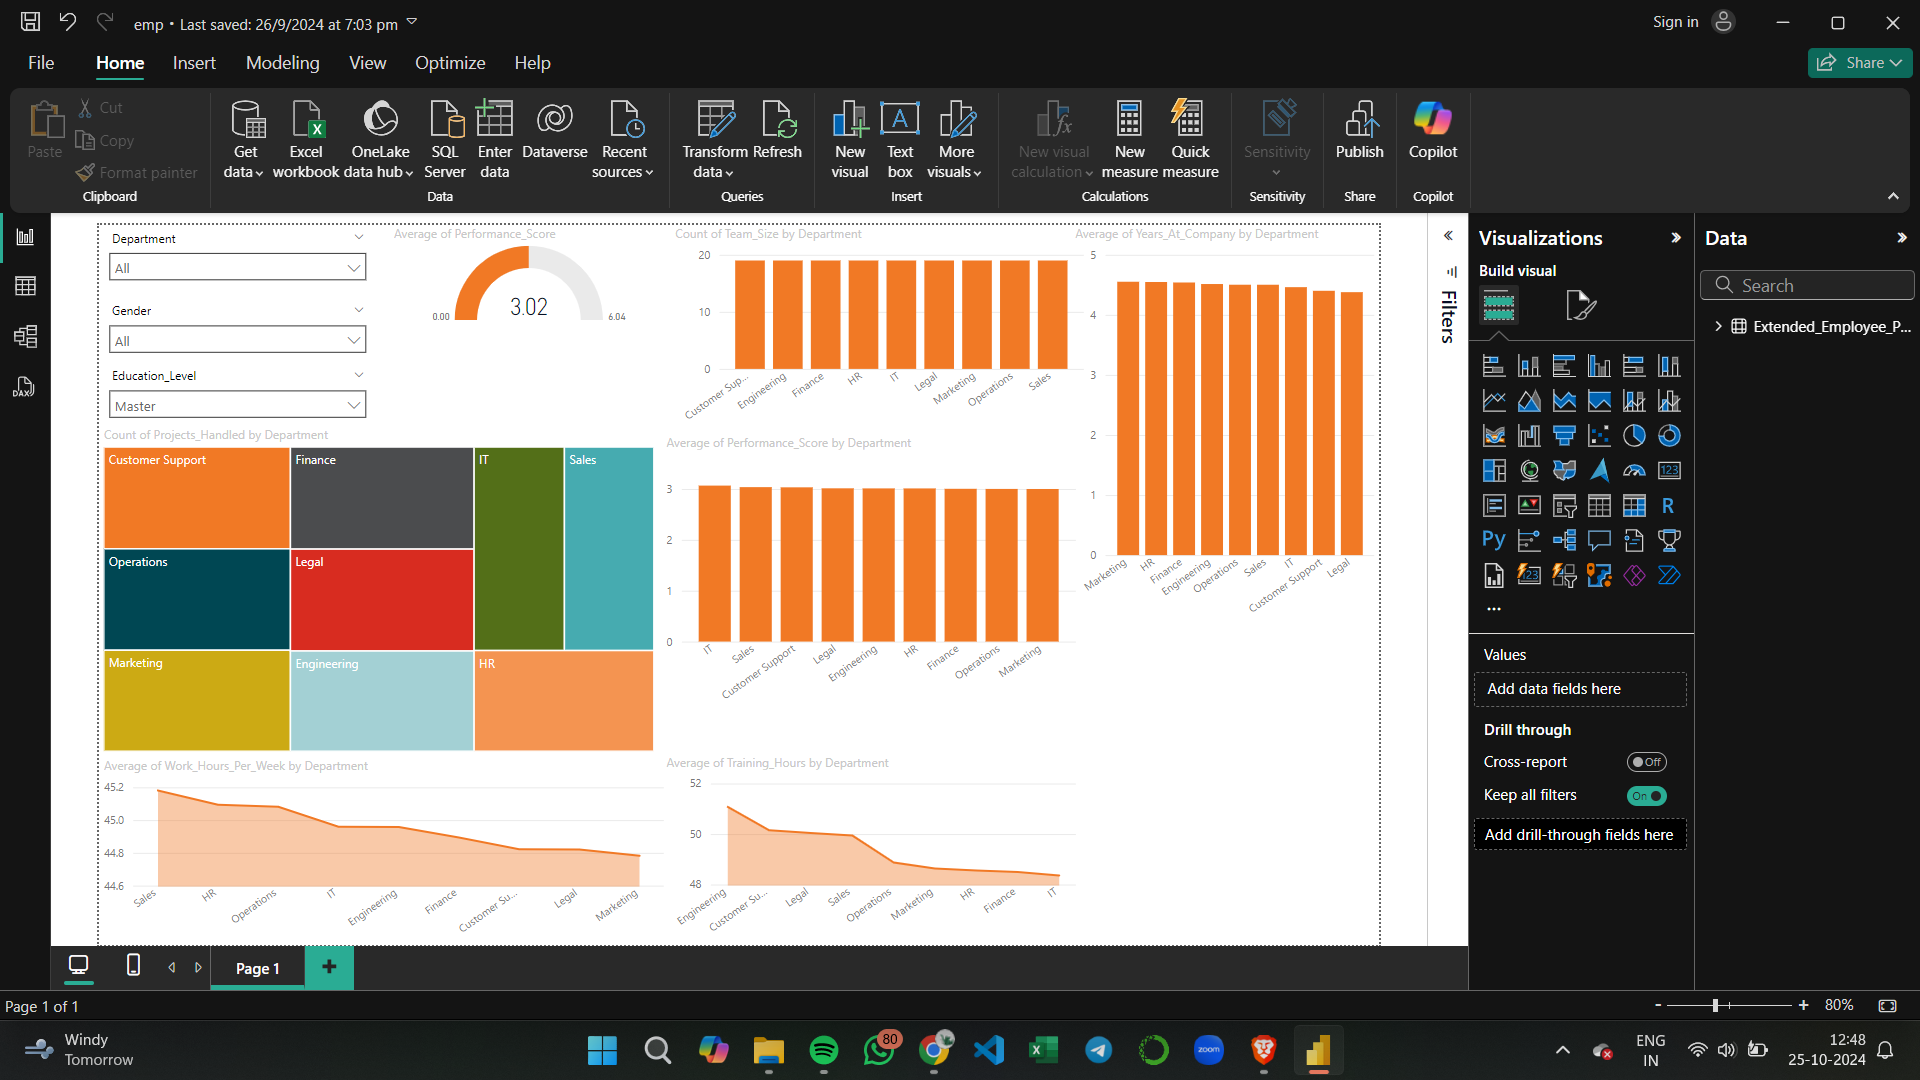 emp • Last saved: 26/9/2024 at 7:03 pm
Sign in
File
Home
Insert
Modeling
View
Optimize
Help
Share
Paste
Cut
Copy
Format painter
Clipboard
Get data
Excel workbook
OneLake data hub
SQL Server
Enter data
Dataverse
Recent sources
Data
Transform data
Refresh
Queries
New visual
Text box
More visuals
Insert
New visual calculation
New measure
Quick measure
Calculations
Sensitivity
Sensitivity
Publish
Share
Copilot
Copilot
DAX
Department
All
Gender
All
Education_Level
Master
Average of Performance_Score
3.02
0.00
6.04
Count of Team_Size by Department
20
10
0
Customer Sup...
Engineering
Finance
HR
IT
Legal
Marketing
Operations
Sales
Average of Years_At_Company by Department
5
4
3
2
1
0
Marketing
HR
Finance
Engineering
Operations
Sales
IT
Customer Support
Legal
Count of Projects_Handled by Department
Customer Support
Finance
IT
Sales
Operations
Legal
Marketing
Engineering
HR
Average of Performance_Score by Department
3
2
1
0
IT
Sales
Customer Support
Legal
Engineering
HR
Finance
Operations
Marketing
Average of Work_Hours_Per_Week by Department
45.2
45.0
44.8
44.6
Sales
HR
Operations
IT
Engineering
Finance
Customer Su...
Legal
Marketing
Average of Training_Hours by Department
52
50
48
Engineering
Customer Su...
Legal
Sales
Operations
Marketing
HR
Finance
IT
Filters
Visualizations
Build visual
123
R
Py
123
...
Values
Add data fields here
Drill through
Cross-report
Off
Keep all filters
On
Add drill-through fields here
Data
Search
Extended_Employee_P...
Page 1
+
Page 1 of 1
- + 80%
Windy
Tomorrow
80
zoom
ENG
IN
12:48
25-10-2024